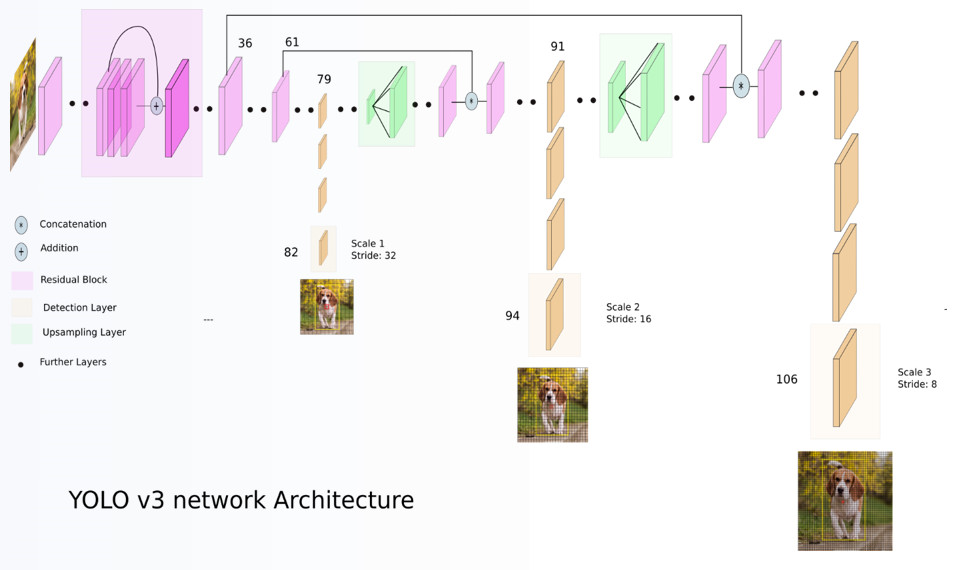 36
61
79
91
Concatenation
Addition
Residual Block
Detection Layer
Upsampling Layer
Further Layers
82
Scale 1
Stride: 32
94
Scale 2
Stride: 16
106
Scale 3
Stride: 8
YOLO v3 network Architecture